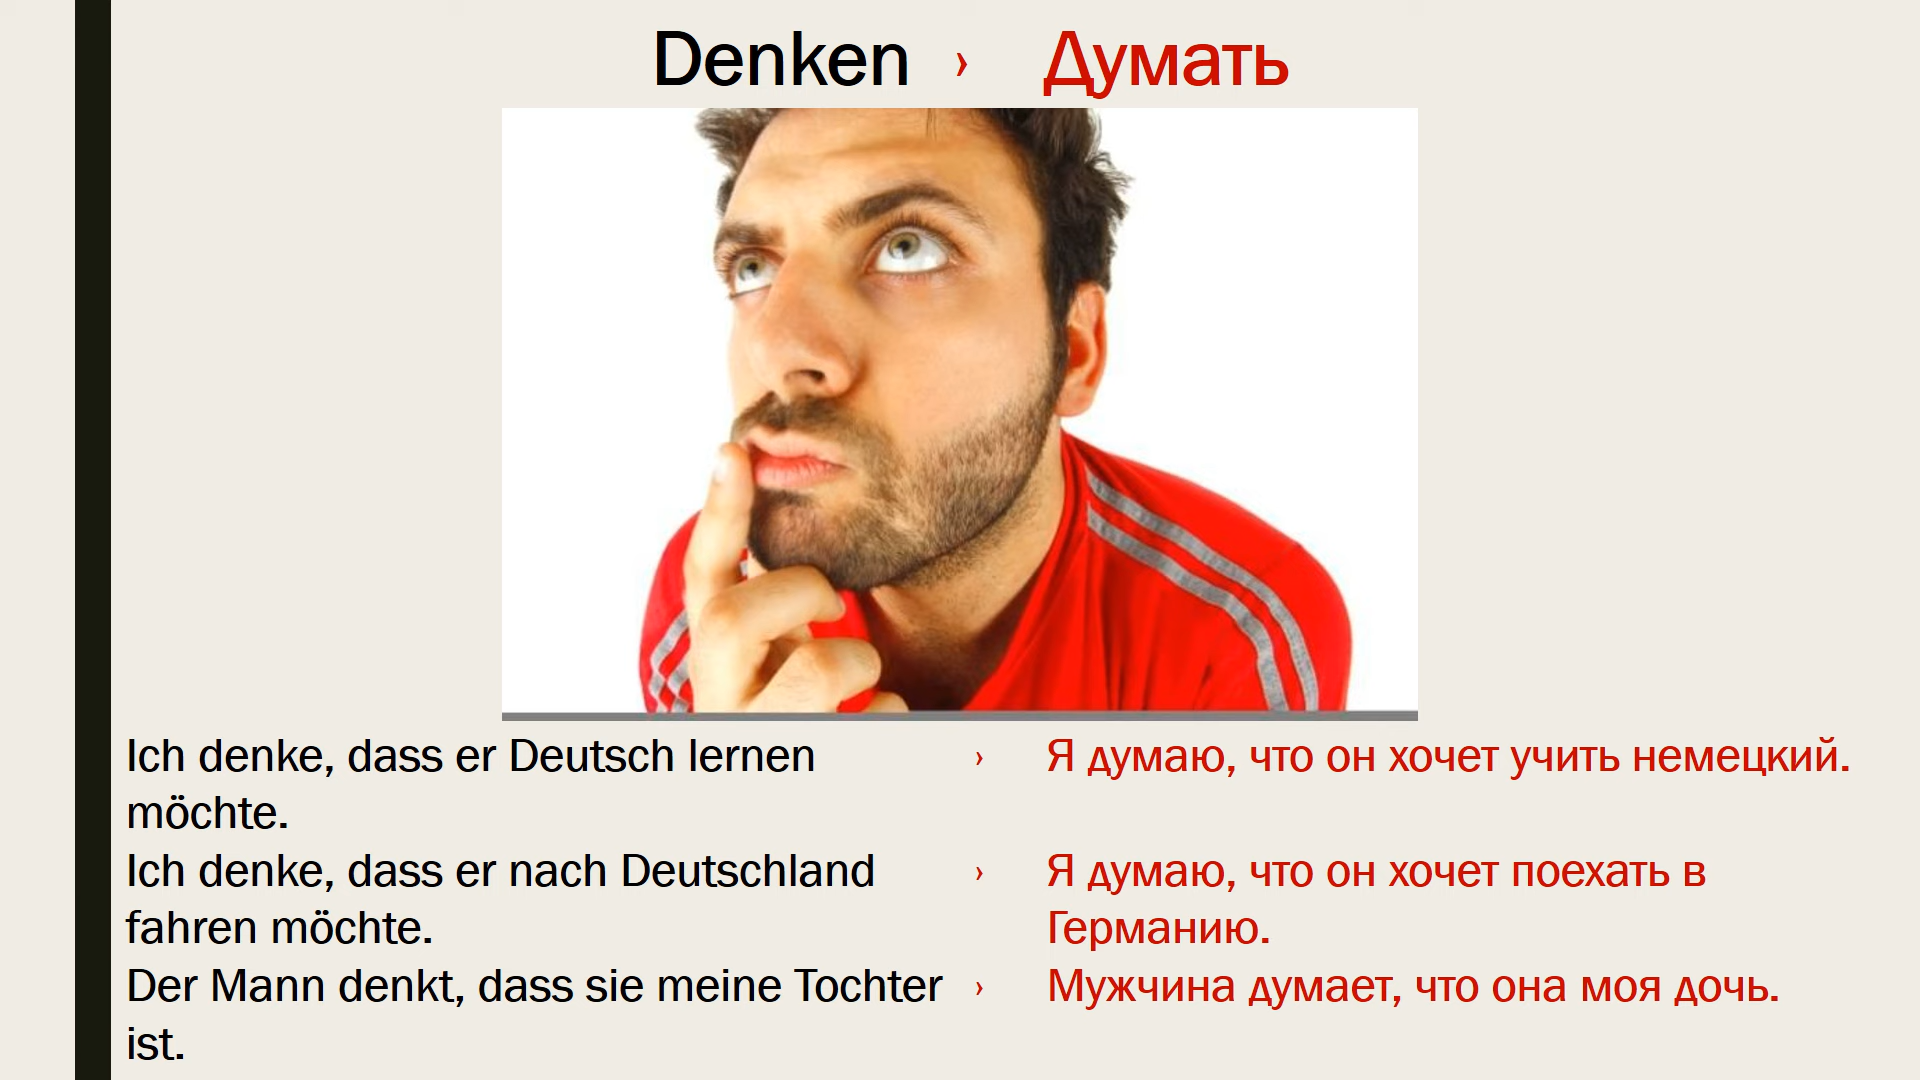 Denken › Думать
Ich denke, dass er Deutsch lernen
möchte.
› Я думаю, что он хочет учить немецкий.
Ich denke, dass er nach Deutschland
fahren möchte.
› Я думаю, что он хочет поехать в
Германию.
Der Mann denkt, dass sie meine Tochter
ist.
› Мужчина думает, что она моя дочь.